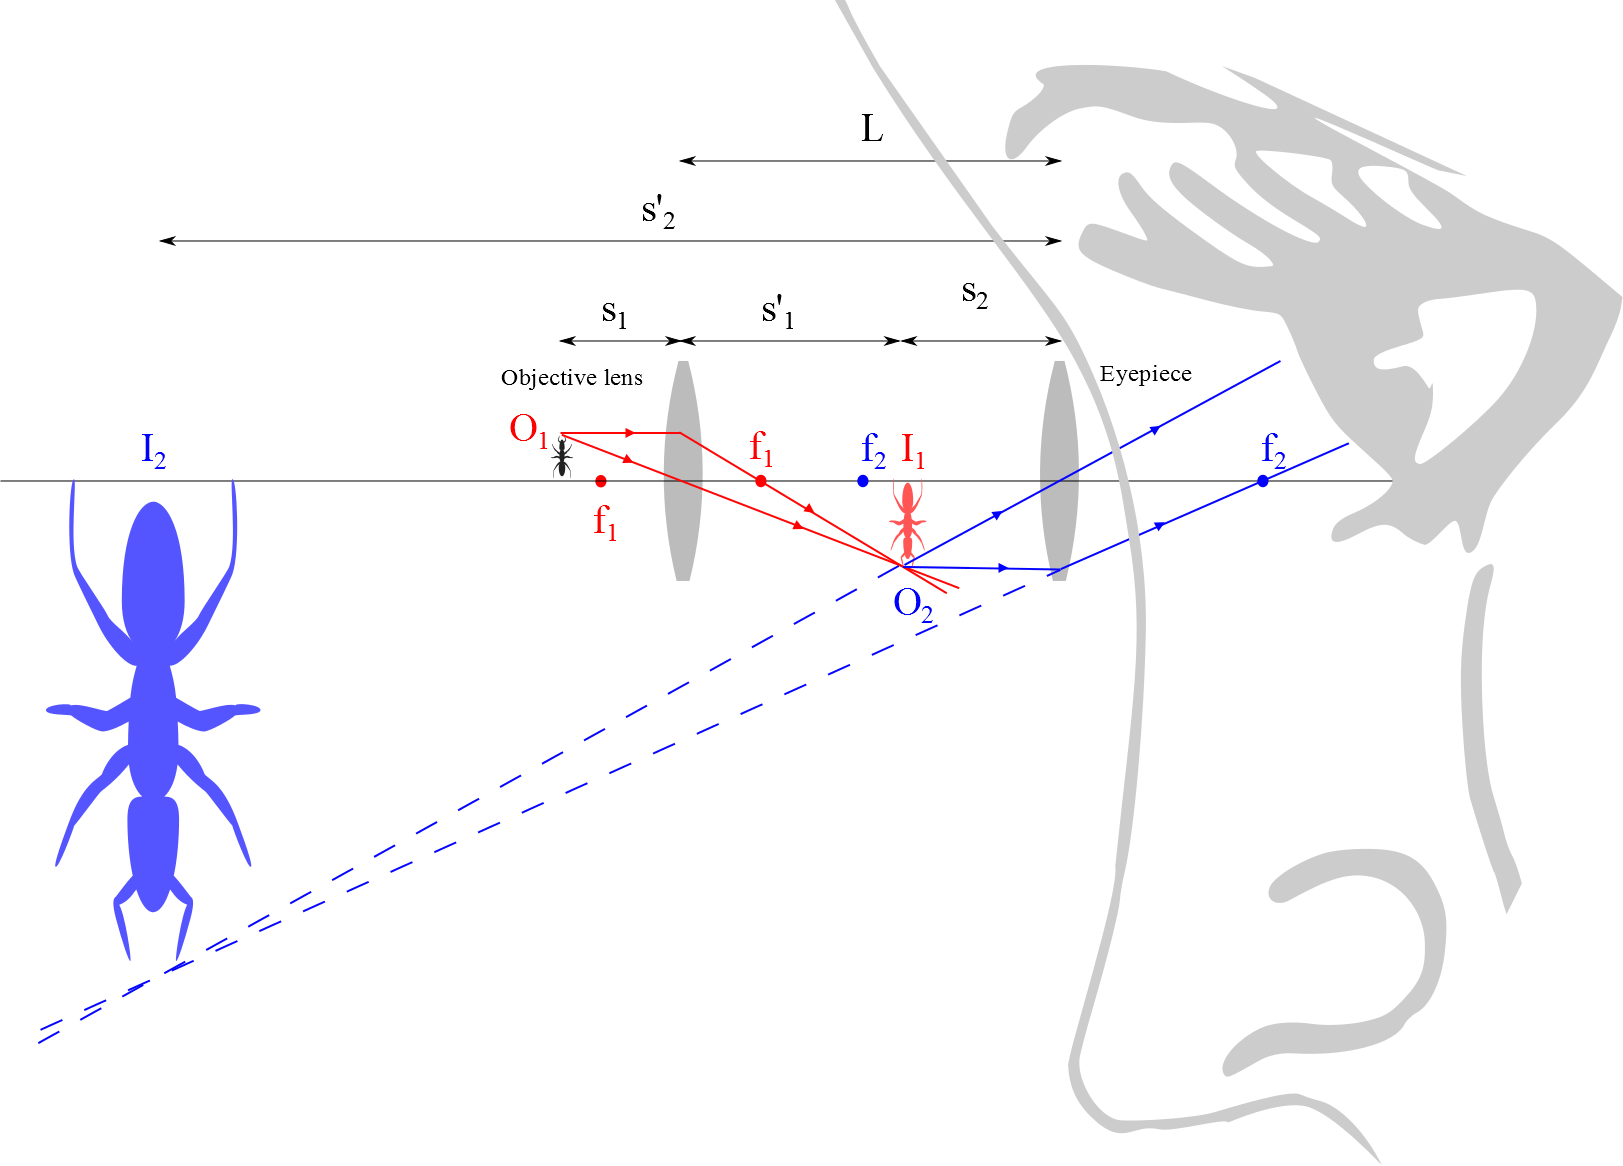 L
s'₂
s₂
s₁
s'₁
Objective lens
Eyepiece
O₁
I₂
f₁
f₂
I₁
f₂
f₁
O₂